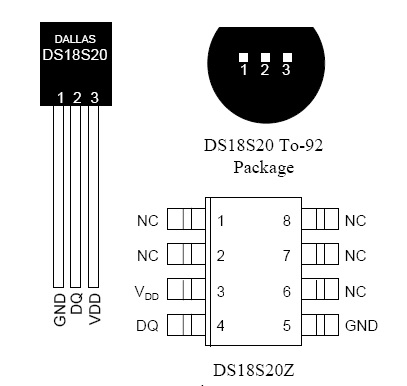 DALLAS
DS18S20
1 2 3
GND DQ VDD
1 2 3
DS18S20 To-92
Package
NC 1 8 NC
NC 2 7 NC
VDD 3 6 NC
DQ 4 5 GND
DS18S20Z